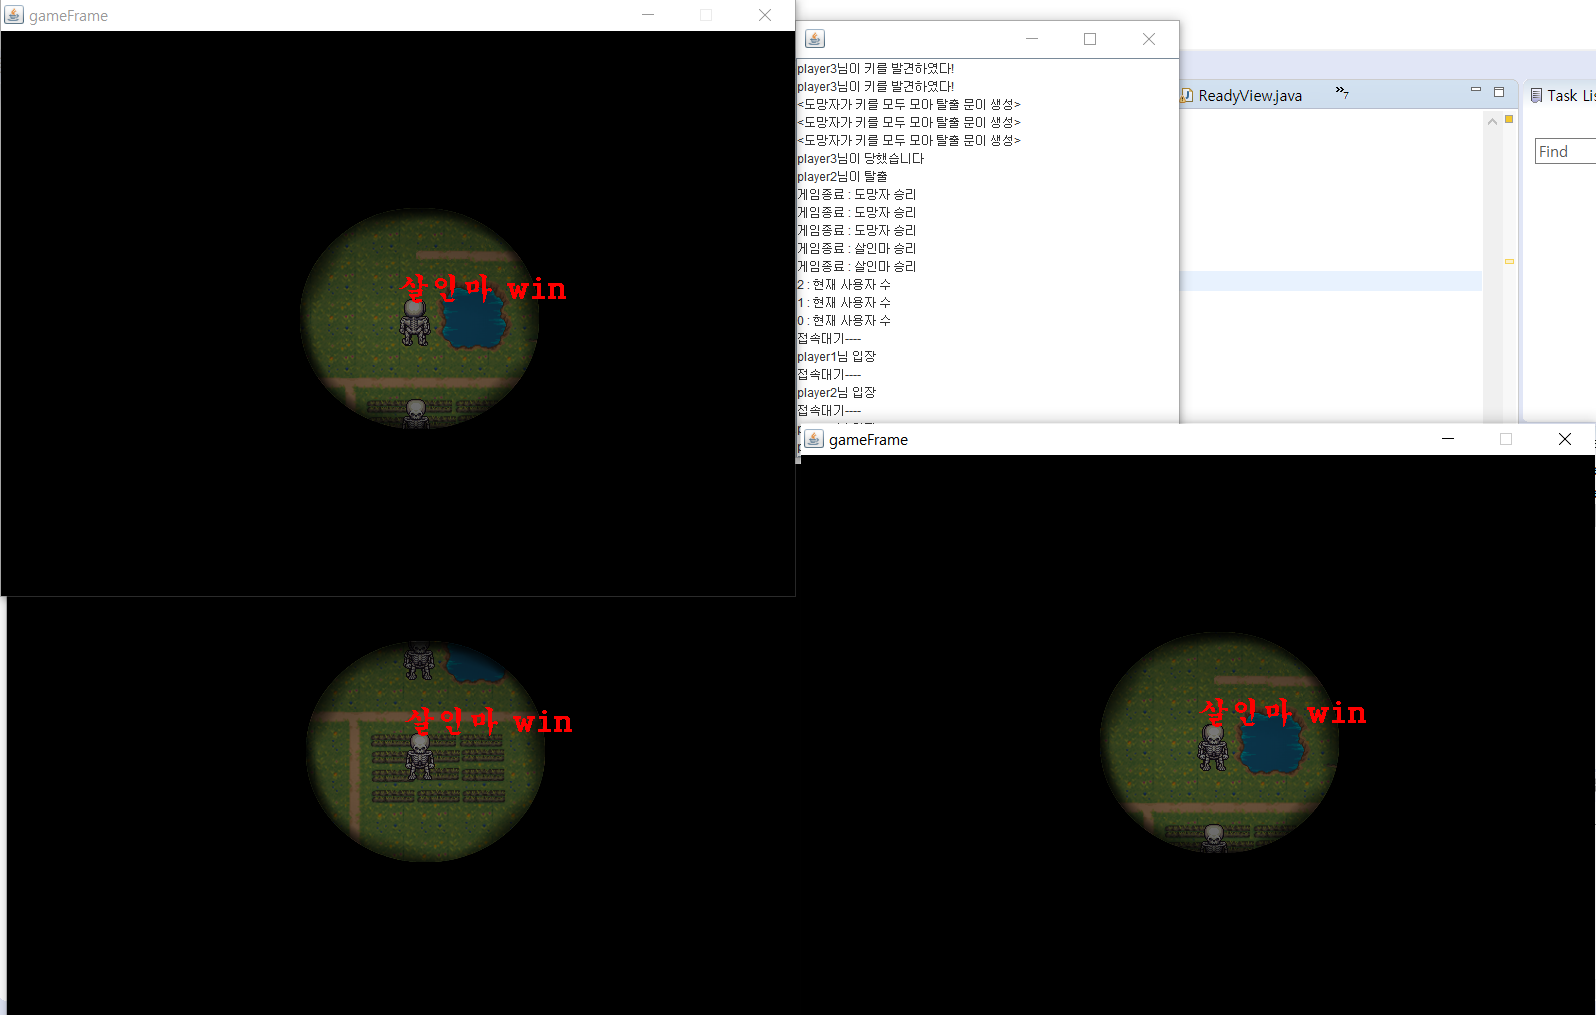 gameFrame
살인마 win
player3님이 키를 발견하였다!
player3님이 키를 발견하였다!
<도망자가 키를 모두 모아 탈출 문이 생성>
<도망자가 키를 모두 모아 탈출 문이 생성>
<도망자가 키를 모두 모아 탈출 문이 생성>
player3님이 당했습니다
player2님이 탈출
게임종료 : 도망자 승리
게임종료 : 도망자 승리
게임종료 : 도망자 승리
게임종료 : 살인마 승리
게임종료 : 살인마 승리
2 : 현재 사용자 수
1 : 현재 사용자 수
0 : 현재 사용자 수
접속대기----
player1님 입장
접속대기----
player2님 입장
접속대기----
ReadyView.java
»7
Task Lis
Find
gameFrame
살인마 win
살인마 win